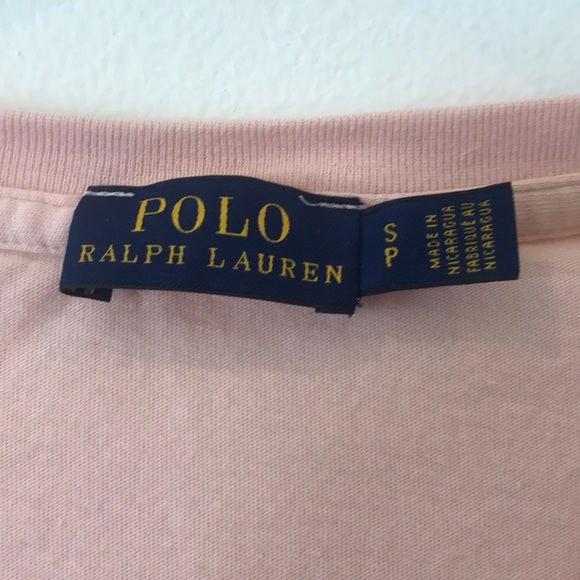 POLO
RALPH LAUREN
S
P
MADE IN
NICARAGUA
FABRIQUÉ AU
NICARAGUA